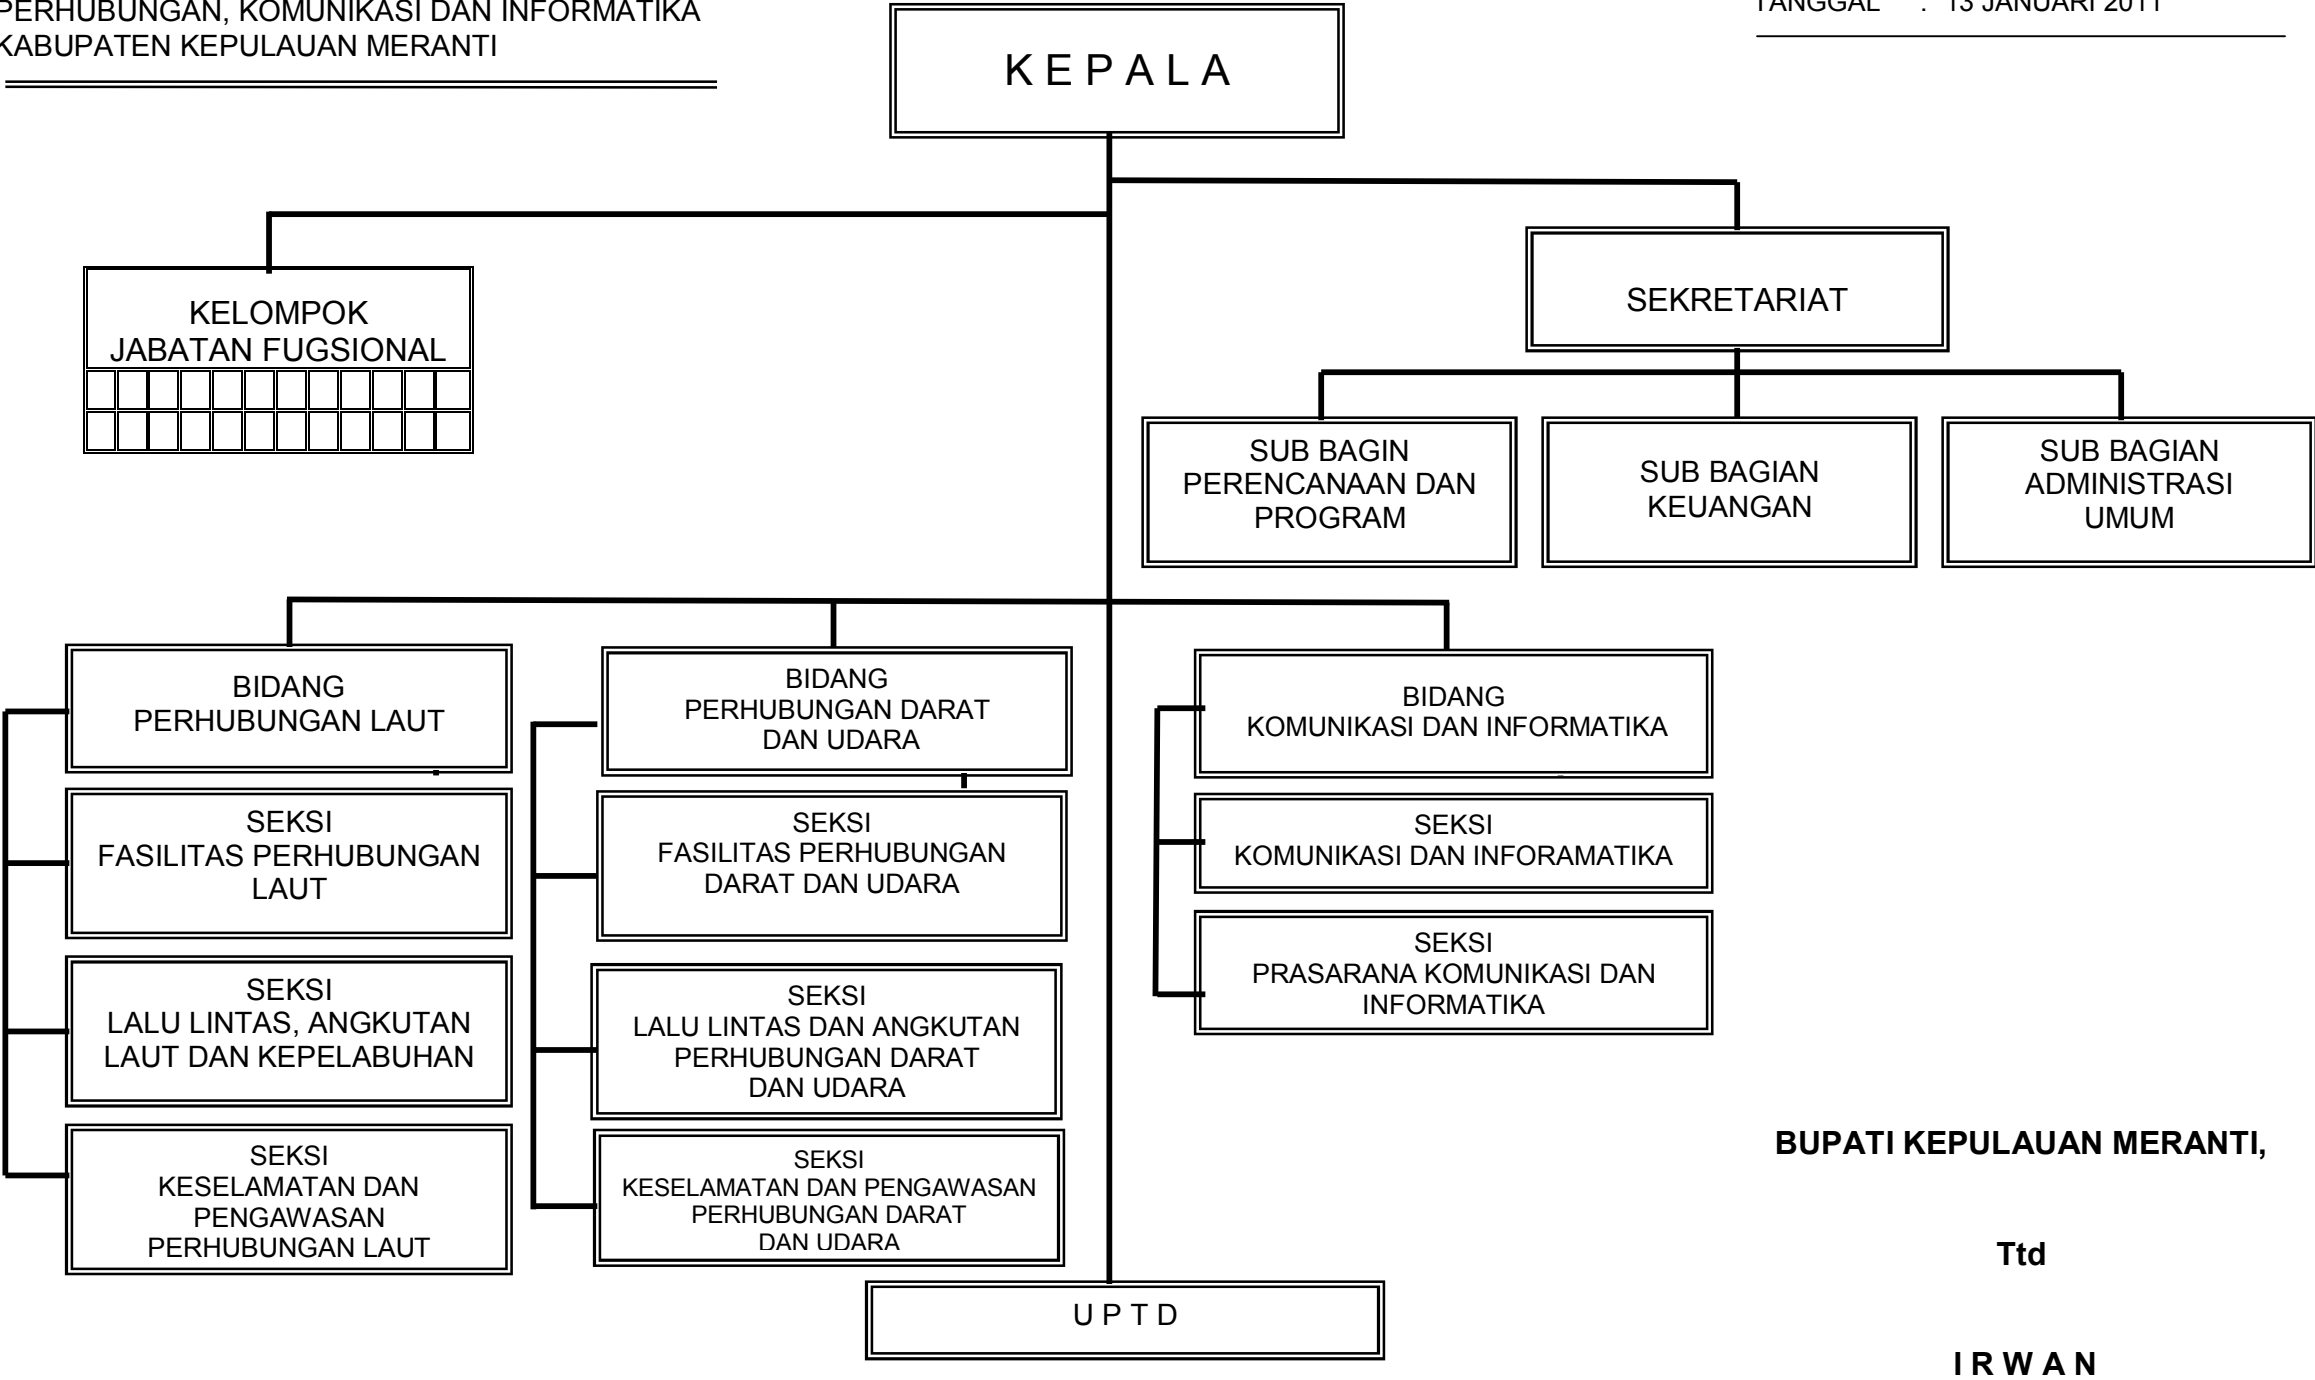 PERHUBUNGAN, KOMUNIKASI DAN INFORMATIKA
KABUPATEN KEPULAUAN MERANTI
TANGGAL : 13 JANUARI 2011
K E P A L A
KELOMPOK
JABATAN FUGSIONAL
SEKRETARIAT
SUB BAGIN
PERENCANAAN DAN
PROGRAM
SUB BAGIAN
KEUANGAN
SUB BAGIAN
ADMINISTRASI
UMUM
BIDANG
PERHUBUNGAN LAUT
SEKSI
FASILITAS PERHUBUNGAN
LAUT
SEKSI
LALU LINTAS, ANGKUTAN
LAUT DAN KEPELABUHAN
SEKSI
KESELAMATAN DAN
PENGAWASAN
PERHUBUNGAN LAUT
BIDANG
PERHUBUNGAN DARAT
DAN UDARA
SEKSI
FASILITAS PERHUBUNGAN
DARAT DAN UDARA
SEKSI
LALU LINTAS DAN ANGKUTAN
PERHUBUNGAN DARAT
DAN UDARA
SEKSI
KESELAMATAN DAN PENGAWASAN
PERHUBUNGAN DARAT
DAN UDARA
BIDANG
KOMUNIKASI DAN INFORMATIKA
SEKSI
KOMUNIKASI DAN INFORAMATIKA
SEKSI
PRASARANA KOMUNIKASI DAN
INFORMATIKA
U P T D
BUPATI KEPULAUAN MERANTI,
Ttd
I R W A N